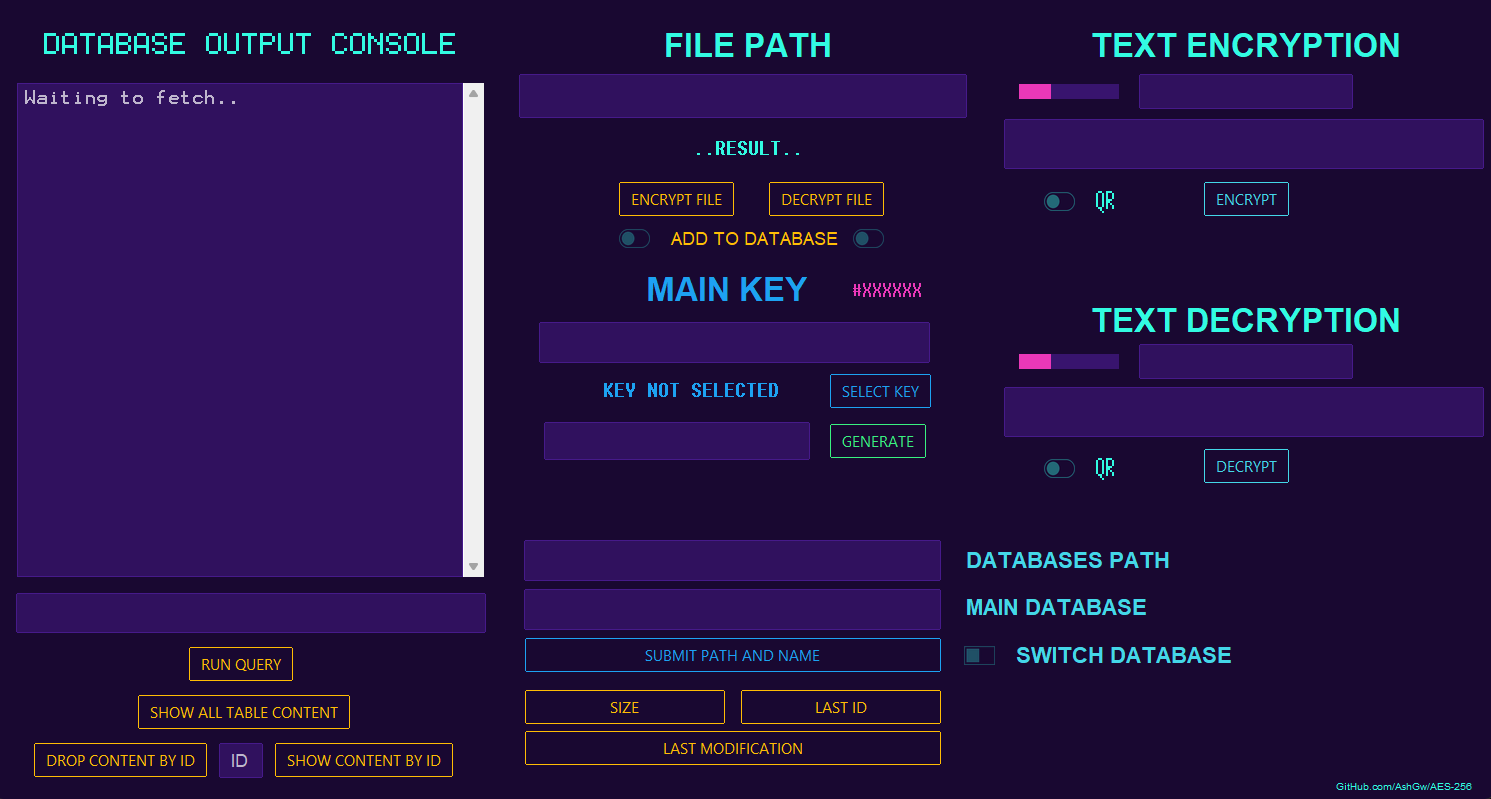 DATABASE OUTPUT CONSOLE
Waiting to fetch..
RUN QUERY
SHOW ALL TABLE CONTENT
DROP CONTENT BY ID
ID
SHOW CONTENT BY ID
FILE PATH
..RESULT..
ENCRYPT FILE
DECRYPT FILE
ADD TO DATABASE
MAIN KEY
#XXXXXX
KEY NOT SELECTED
SELECT KEY
GENERATE
TEXT ENCRYPTION
QR
ENCRYPT
TEXT DECRYPTION
QR
DECRYPT
DATABASES PATH
MAIN DATABASE
SUBMIT PATH AND NAME
SWITCH DATABASE
SIZE
LAST ID
LAST MODIFICATION
GitHub.com/AshGw/AES-256